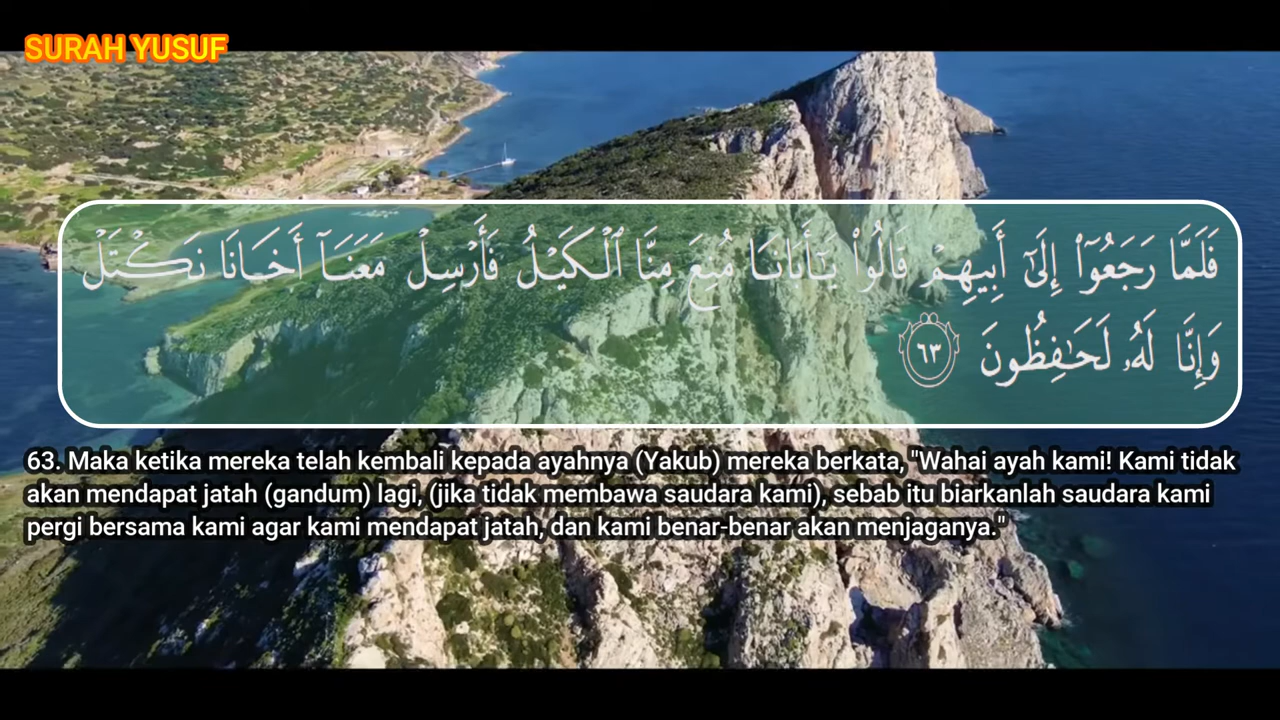 SURAH YUSUF
فَلَمَّا رَجَعُوٓا۟ إِلَىٰٓ أَبِيهِمْ قَالُوا۟ يَـٰٓأَبَانَا مُنِعَ مِنَّا ٱلْكَيْلُ فَأَرْسِلْ مَعَنَآ أَخَانَا نَكْتَلْ
وَإِنَّا لَهُۥ لَحَـٰفِظُونَ ٦٣
63. Maka ketika mereka telah kembali kepada ayahnya (Yakub) mereka berkata, "Wahai ayah kami! Kami tidak
akan mendapat jatah (gandum) lagi, (jika tidak membawa saudara kami), sebab itu biarkanlah saudara kami
pergi bersama kami agar kami mendapat jatah, dan kami benar-benar akan menjaganya."